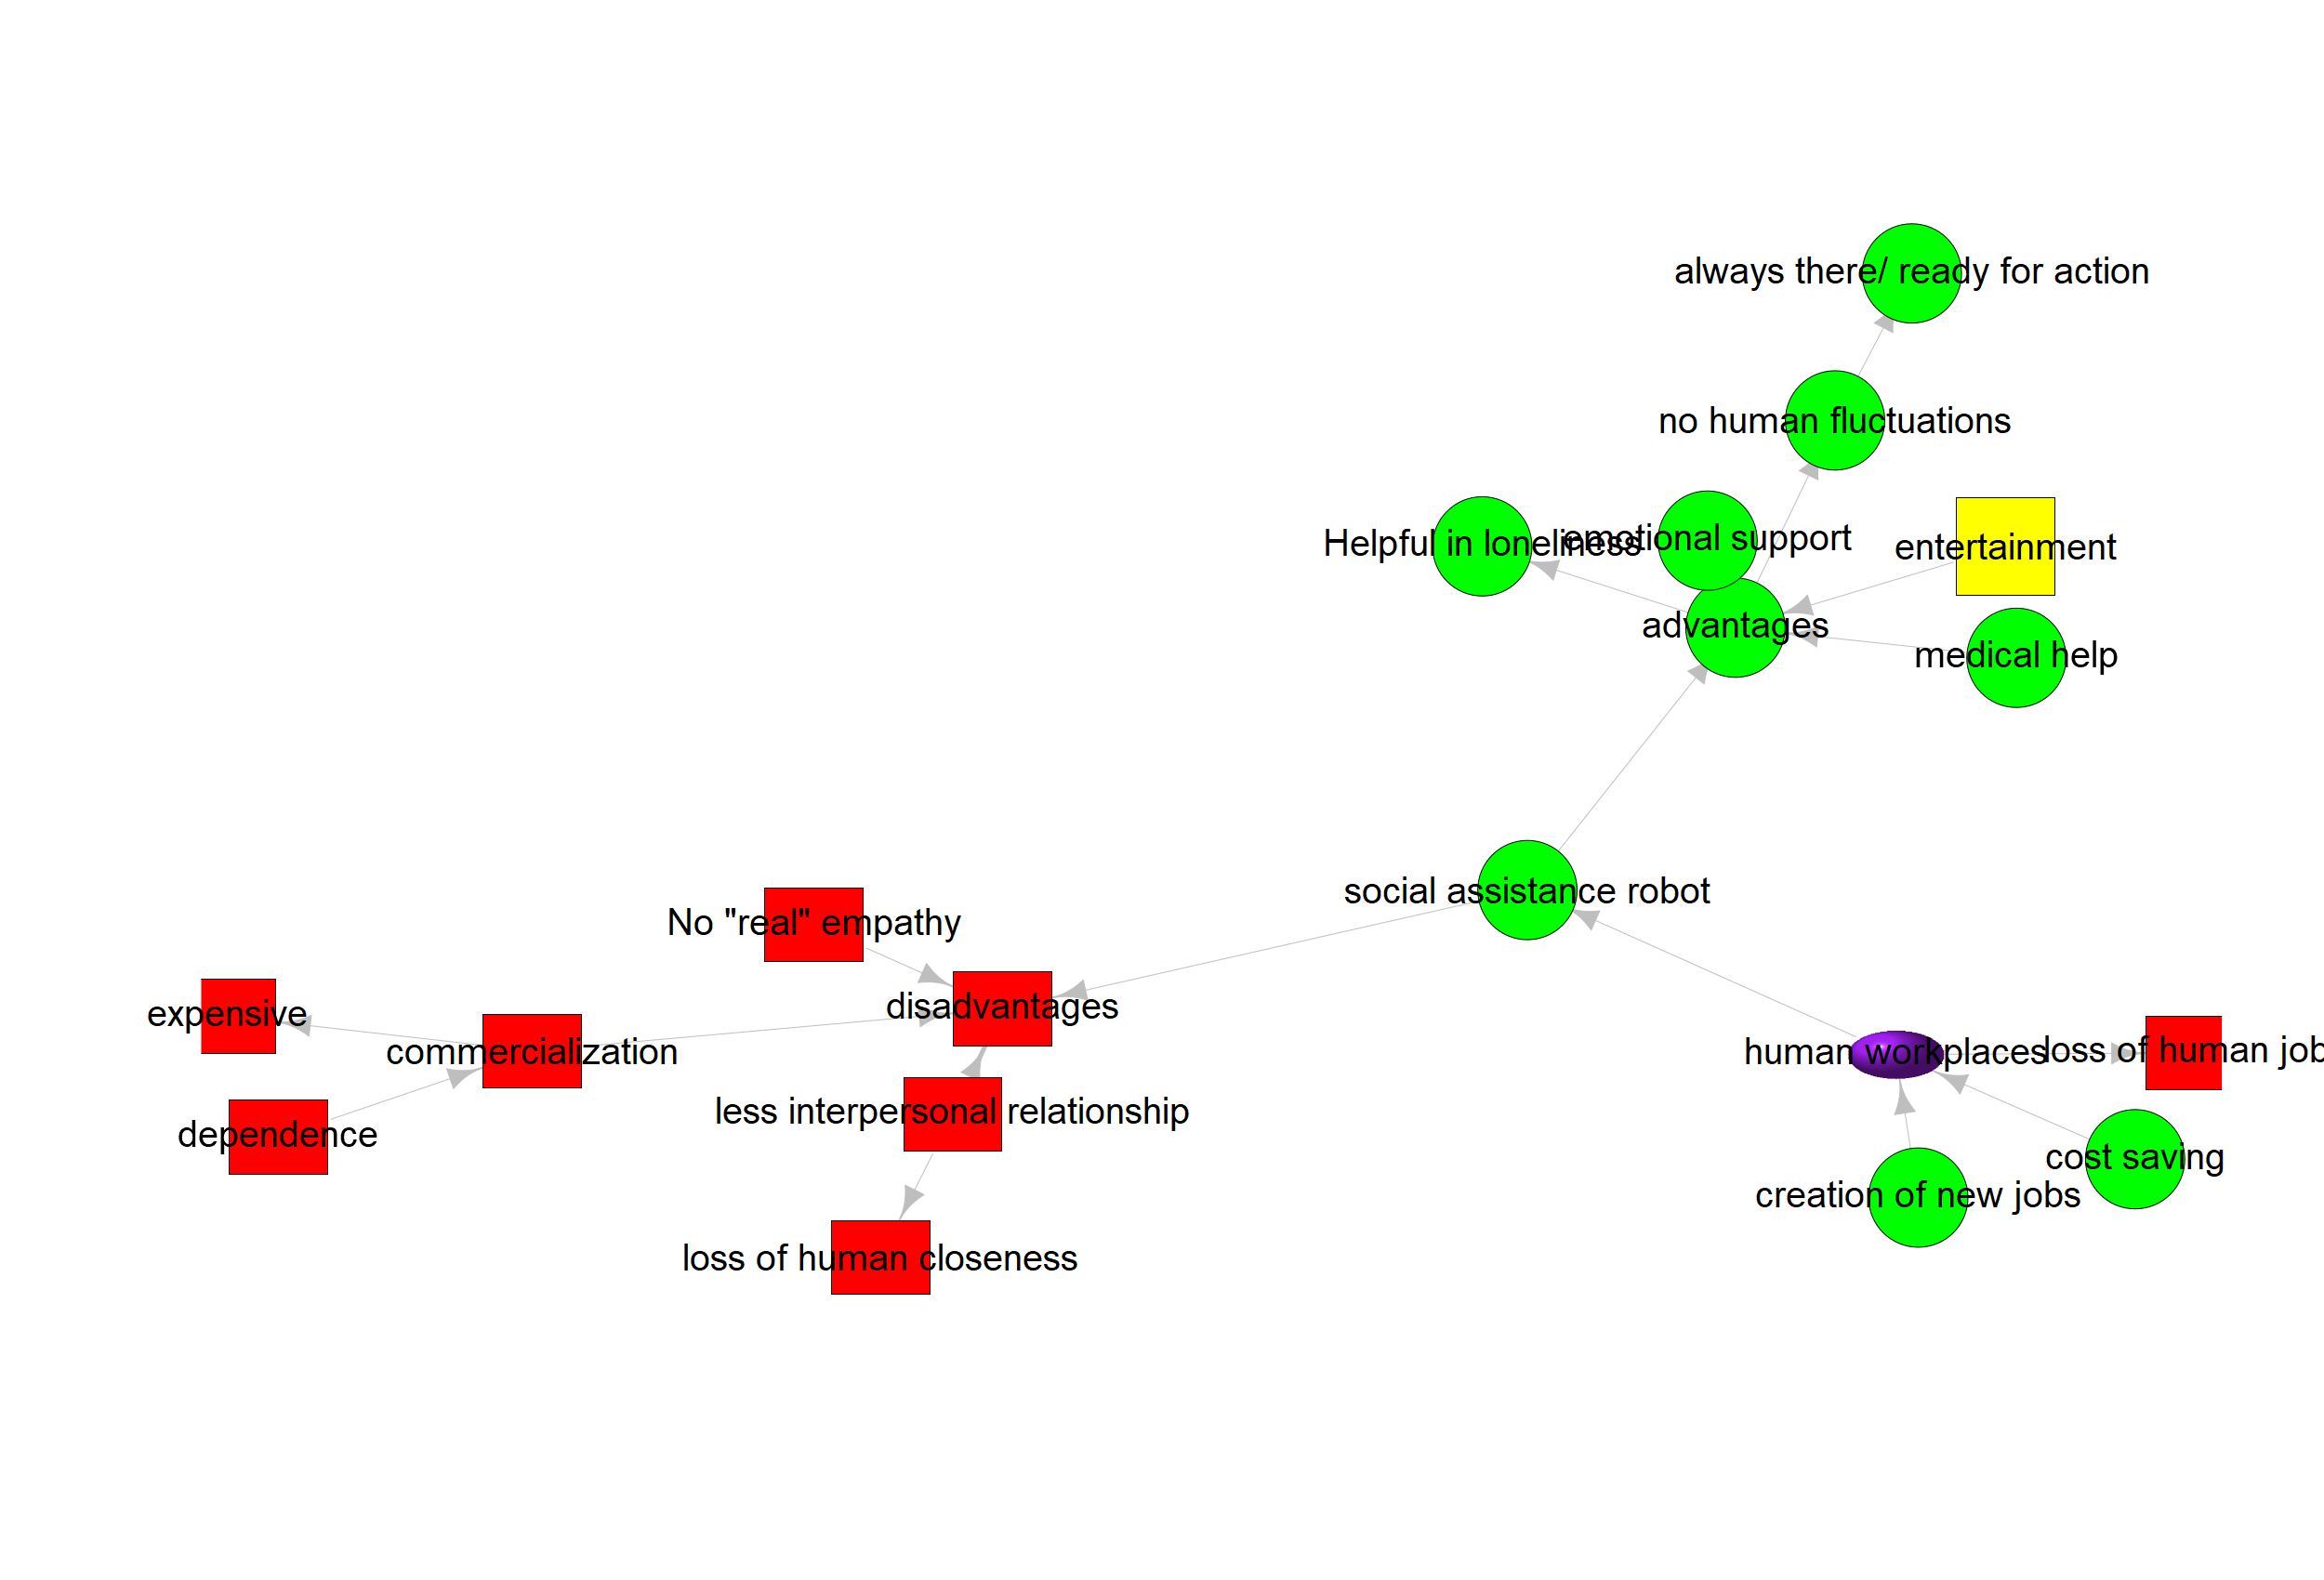 always there/ ready for action
no human fluctuations
Helpful in loneliness
emotional support
entertainment
advantages
medical help
social assistance robot
No "real" empathy
disadvantages
expensive
commercialization
human workplaces
loss of human job
less interpersonal relationship
dependence
cost saving
creation of new jobs
loss of human closeness